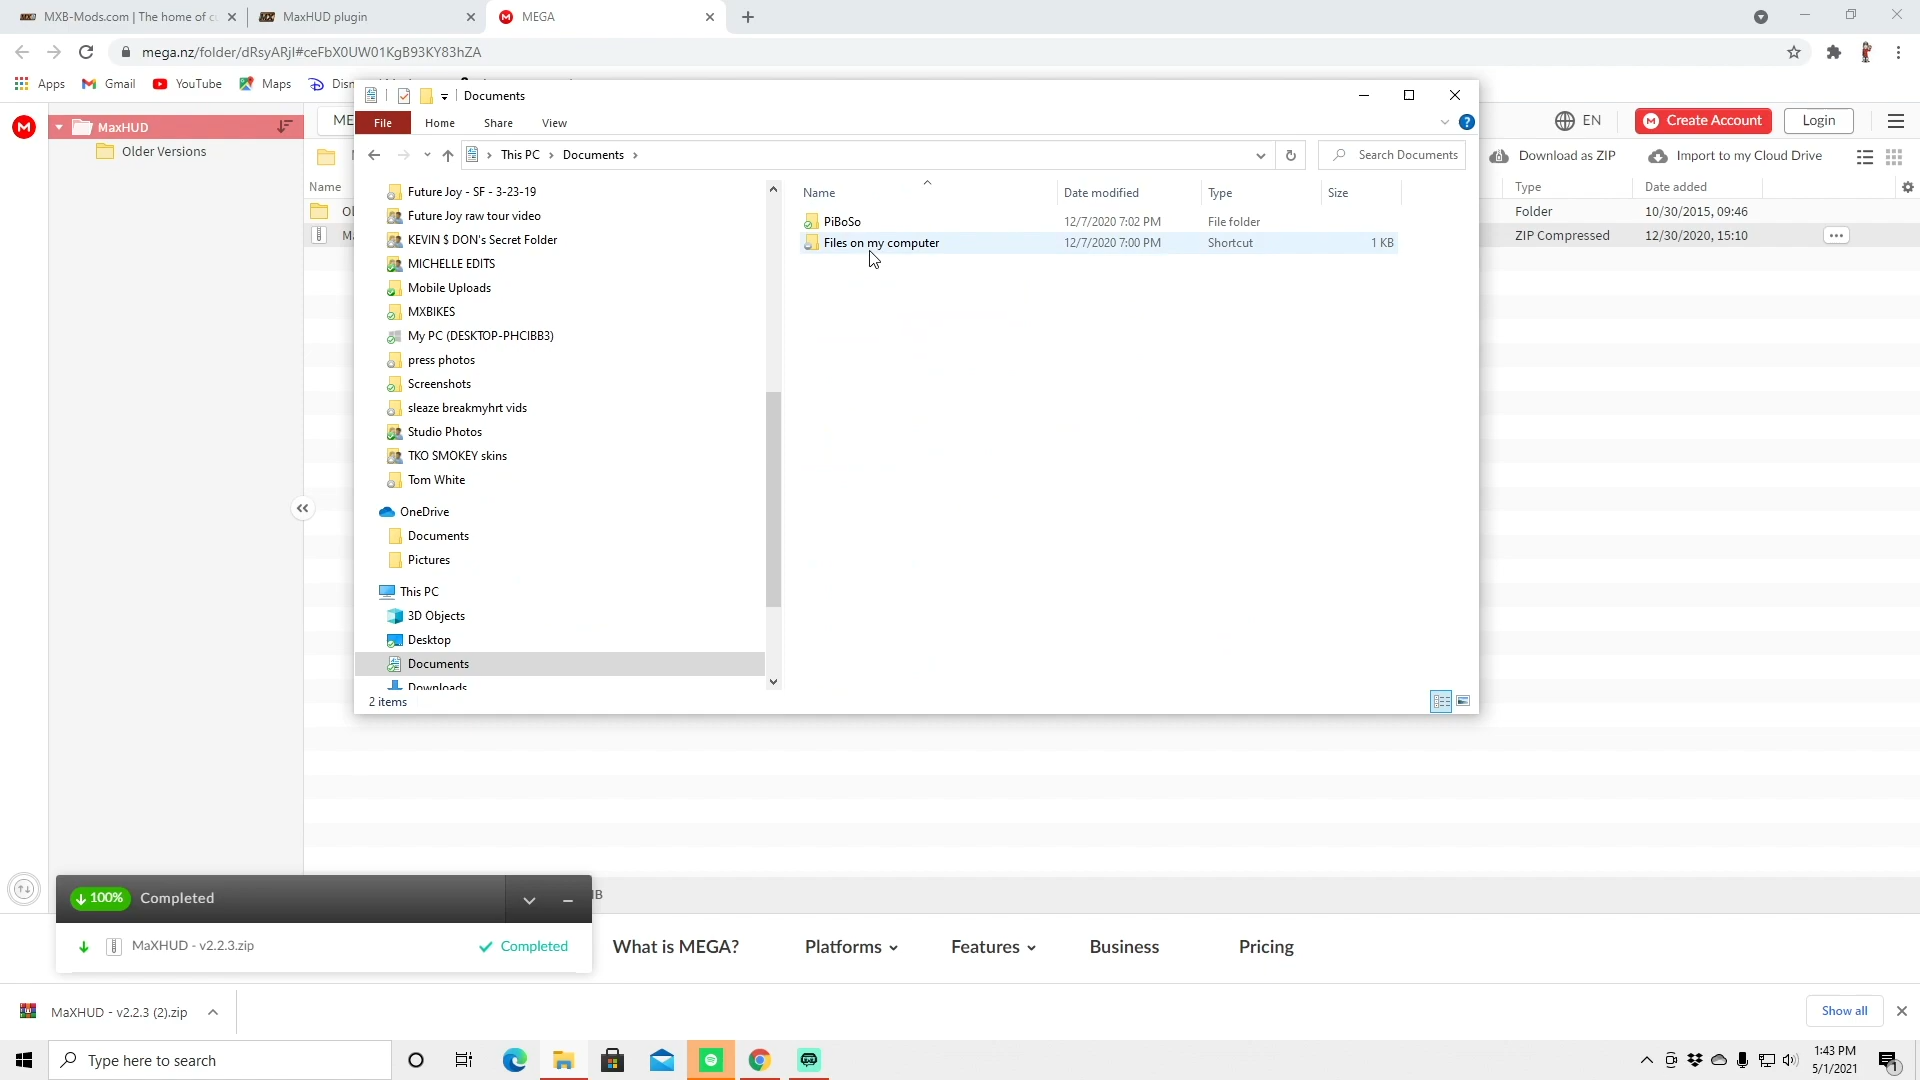 MXB-Mods.com | The home of c
MaxHUD plugin
MEGA
mega.nz/folder/dRsyARjI#ceFbX0UW01KgB93KY83hZA
Apps
Gmail
YouTube
Maps
MaxHUD
Older Versions
Name
EN
Create Account
Login
Download as ZIP
Import to my Cloud Drive
Type
Date added
Folder
10/30/2015, 09:46
ZIP Compressed
12/30/2020, 15:10
Documents
File
Home
Share
View
This PC
Documents
Search Documents
Future Joy - SF - 3-23-19
Future Joy raw tour video
KEVIN $ DON's Secret Folder
MICHELLE EDITS
Mobile Uploads
MXBIKES
My PC (DESKTOP-PHCIBB3)
press photos
Screenshots
sleaze breakmyhrt vids
Studio Photos
TKO SMOKEY skins
Tom White
OneDrive
Documents
Pictures
This PC
3D Objects
Desktop
Documents
Downloads
2 items
Name
Date modified
Type
Size
PiBoSo
12/7/2020 7:02 PM
File folder
Files on my computer
12/7/2020 7:00 PM
Shortcut
1 KB
100%
Completed
MaXHUD - v2.2.3.zip
Completed
What is MEGA?
Platforms
Features
Business
Pricing
MaXHUD - v2.2.3 (2).zip
Show all
Type here to search
1:43 PM
5/1/2021
1